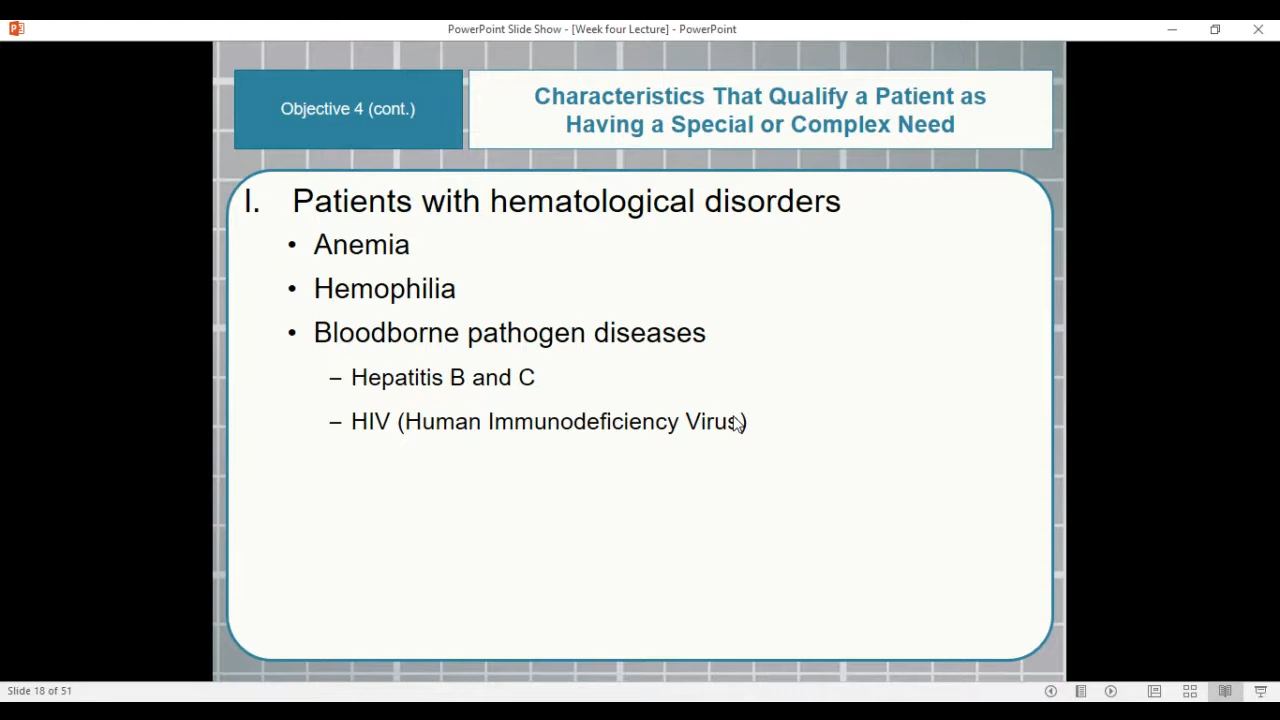 PowerPoint Slide Show - [Week four Lecture] - PowerPoint
Objective 4 (cont.)
Characteristics That Qualify a Patient as
Having a Special or Complex Need
I. Patients with hematological disorders
• Anemia
• Hemophilia
• Bloodborne pathogen diseases
– Hepatitis B and C
– HIV (Human Immunodeficiency Virus)
Slide 18 of 51